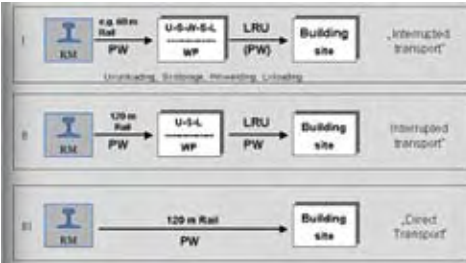 I
RM
e.g. 60 m
Rail
PW
U-S-W-S-L
WP
LRU
(PW)
Building
site
„Interrupted
transport"
U=unloading, S=storage, W=welding, L=loading
II
RM
120 m
Rail
PW
U-S-L
WP
LRU
PW
Building
site
Interrupted
transport"
III
RM
120 m Rail
PW
Building
site
„Direct
Transport"